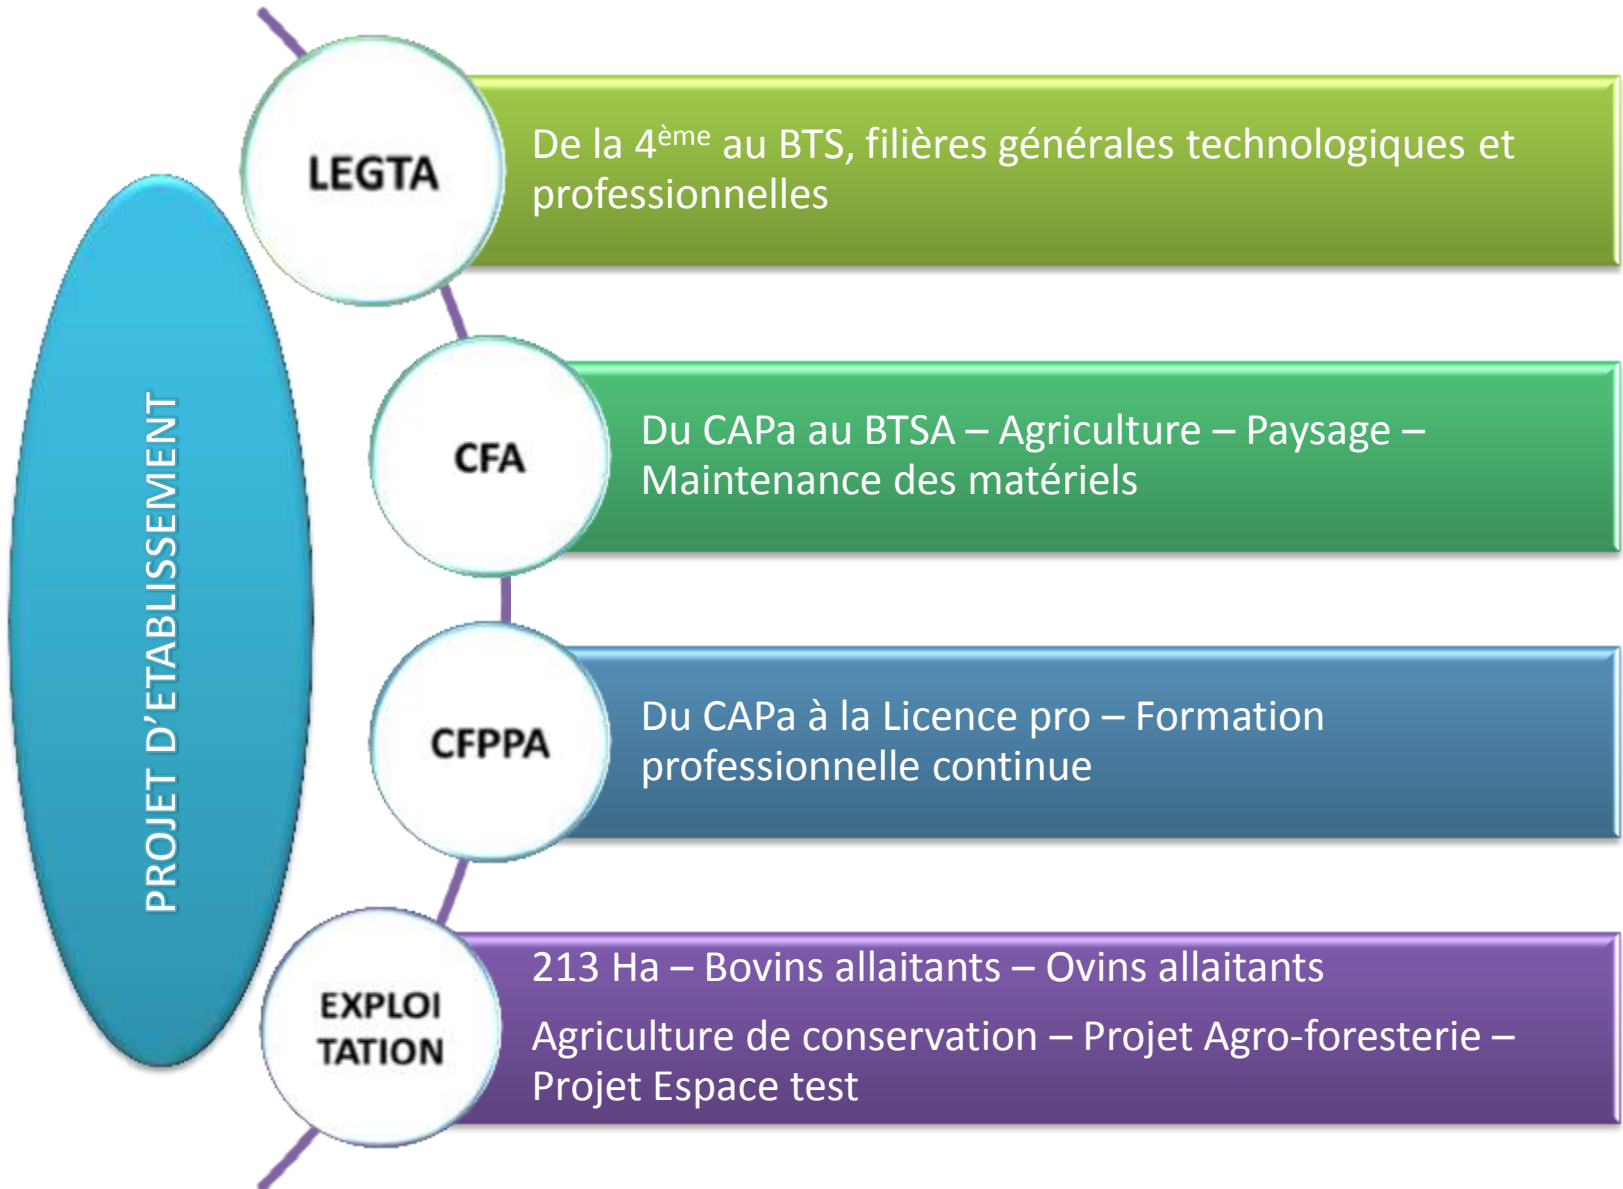 PROJET D'ETABLISSEMENT
LEGTA
De la 4ème au BTS, filières générales technologiques et
professionnelles
CFA
Du CAPa au BTSA – Agriculture – Paysage –
Maintenance des matériels
CFPPA
Du CAPa à la Licence pro – Formation
professionnelle continue
EXPLOI
TATION
213 Ha – Bovins allaitants – Ovins allaitants
Agriculture de conservation – Projet Agro-foresterie –
Projet Espace test